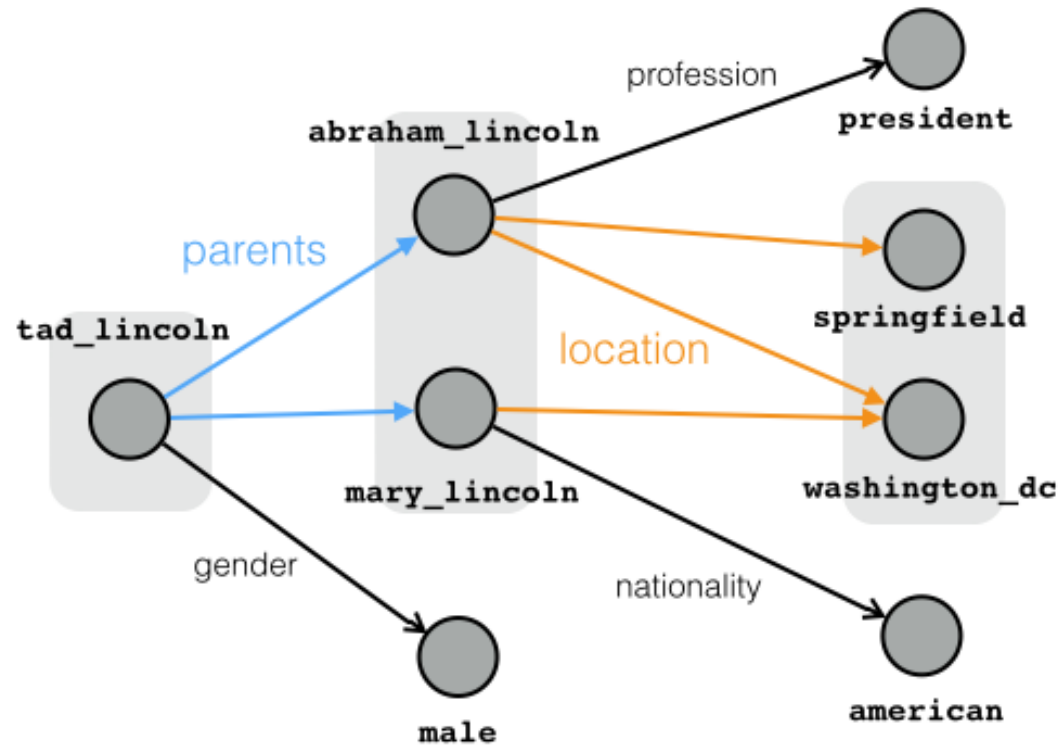 profession
president
abraham_lincoln
parents
springfield
tad_lincoln
location
mary_lincoln
washington_dc
gender
nationality
male
american